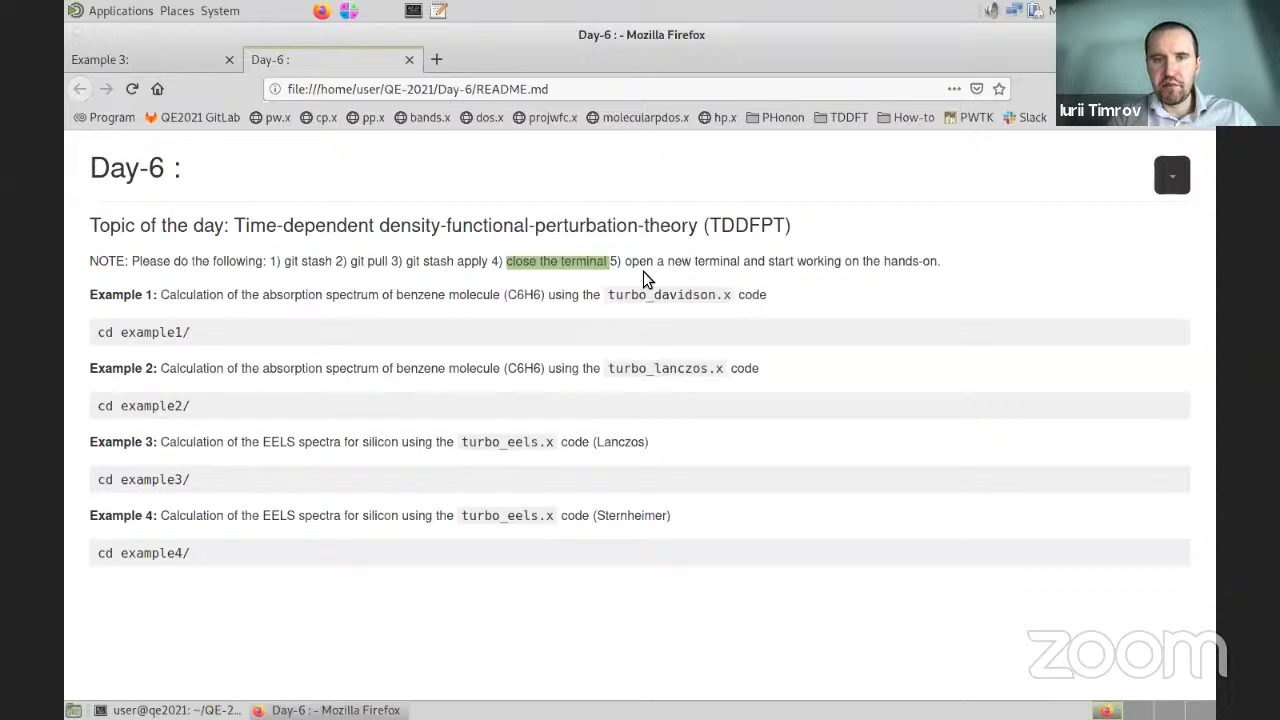 Applications Places System
Day-6 : - Mozilla Firefox
Example 3:
Day-6 :
Iurii Timrov
file:///home/user/QE-2021/Day-6/README.md
Program QE2021 GitLab pw.x cp.x pp.x bands.x dos.x projwfc.x molecularpdos.x hp.x PHonon TDDFT How-to PWTK Slack
Day-6 :
Topic of the day: Time-dependent density-functional-perturbation-theory (TDDFPT)
NOTE: Please do the following: 1) git stash 2) git pull 3) git stash apply 4) close the terminal 5) open a new terminal and start working on the hands-on.
Example 1: Calculation of the absorption spectrum of benzene molecule (C6H6) using the turbo_davidson.x code
cd example1/
Example 2: Calculation of the absorption spectrum of benzene molecule (C6H6) using the turbo_lanczos.x code
cd example2/
Example 3: Calculation of the EELS spectra for silicon using the turbo_eels.x code (Lanczos)
cd example3/
Example 4: Calculation of the EELS spectra for silicon using the turbo_eels.x code (Sternheimer)
cd example4/
zoom
user@qe2021: ~/QE-2...
Day-6 : - Mozilla Firefox